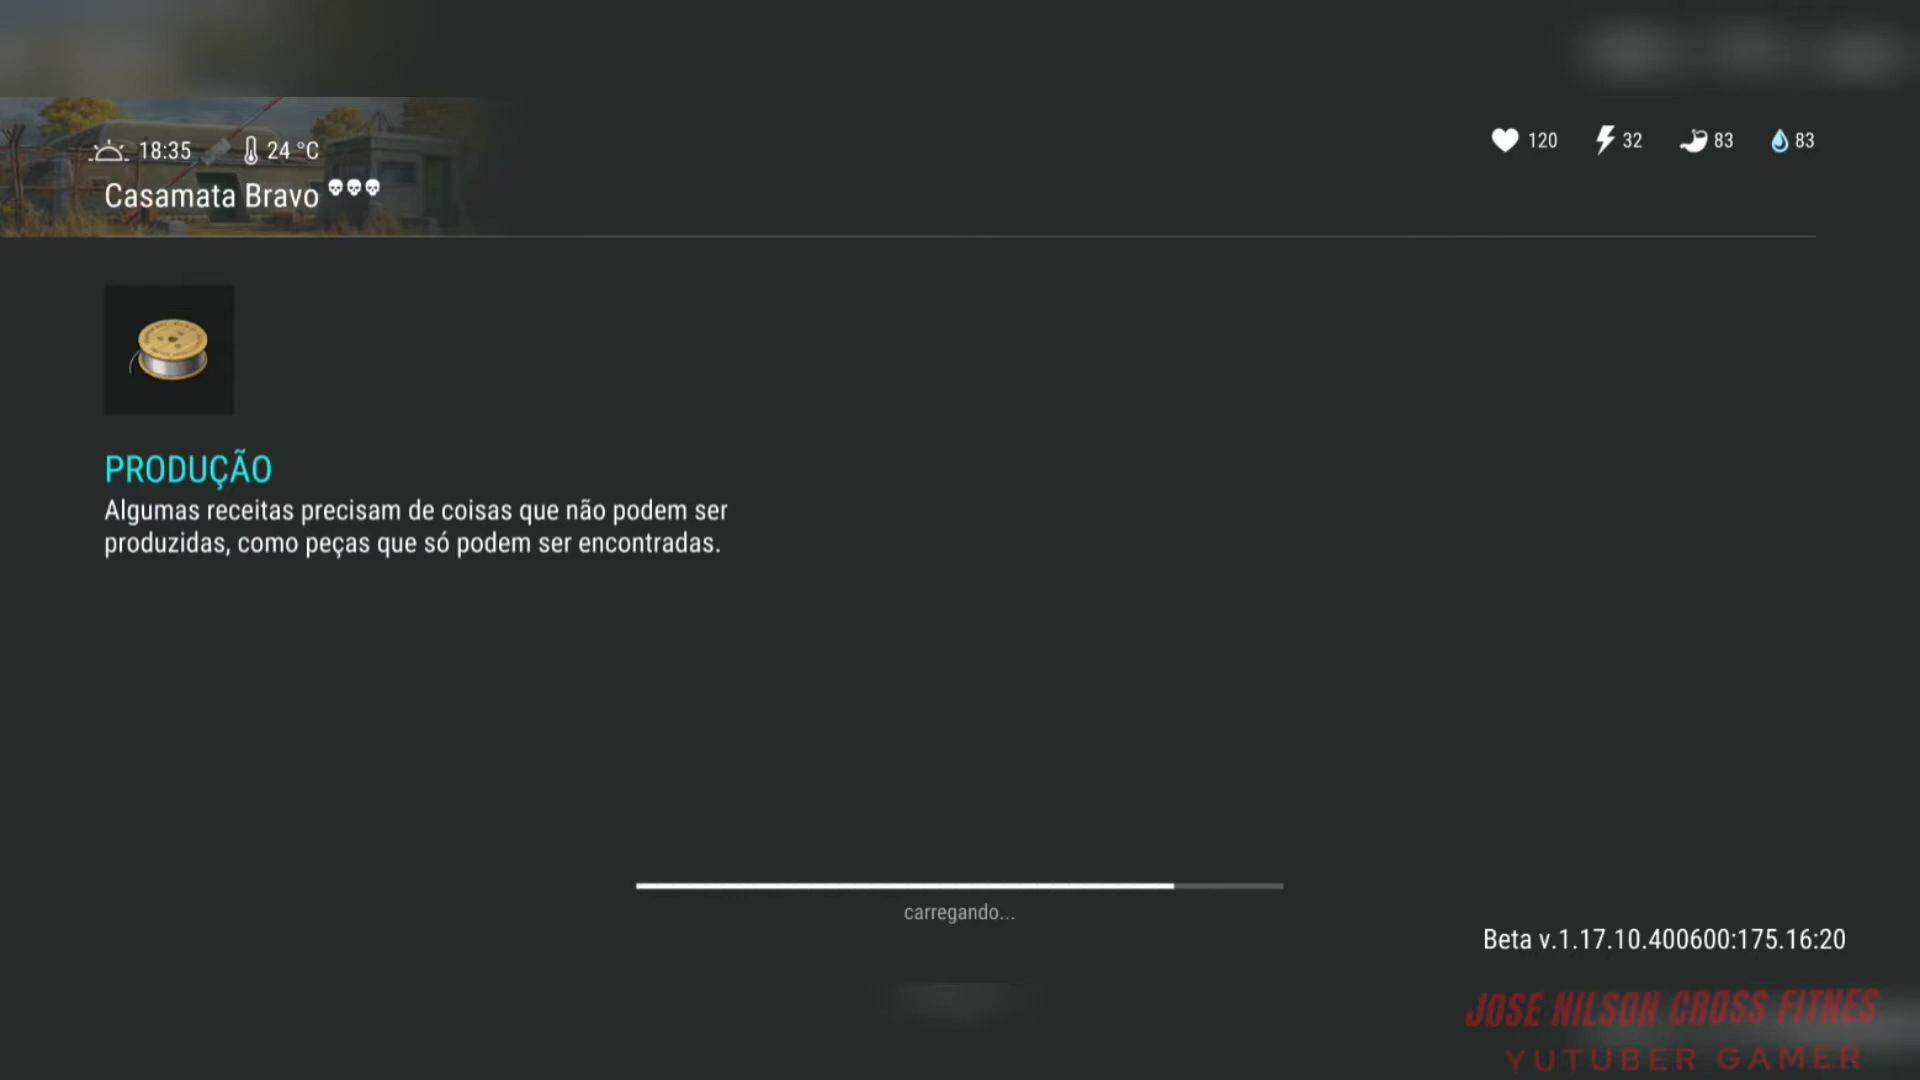 18:35 24 °C
Casamata Bravo
120 32 83 83
PRODUÇÃO
Algumas receitas precisam de coisas que não podem ser
produzidas, como peças que só podem ser encontradas.
carregando...
Beta v.1.17.10.400600:175.16:20
JOSE NILSON CROSS FITNES
YUTUBER GAMER